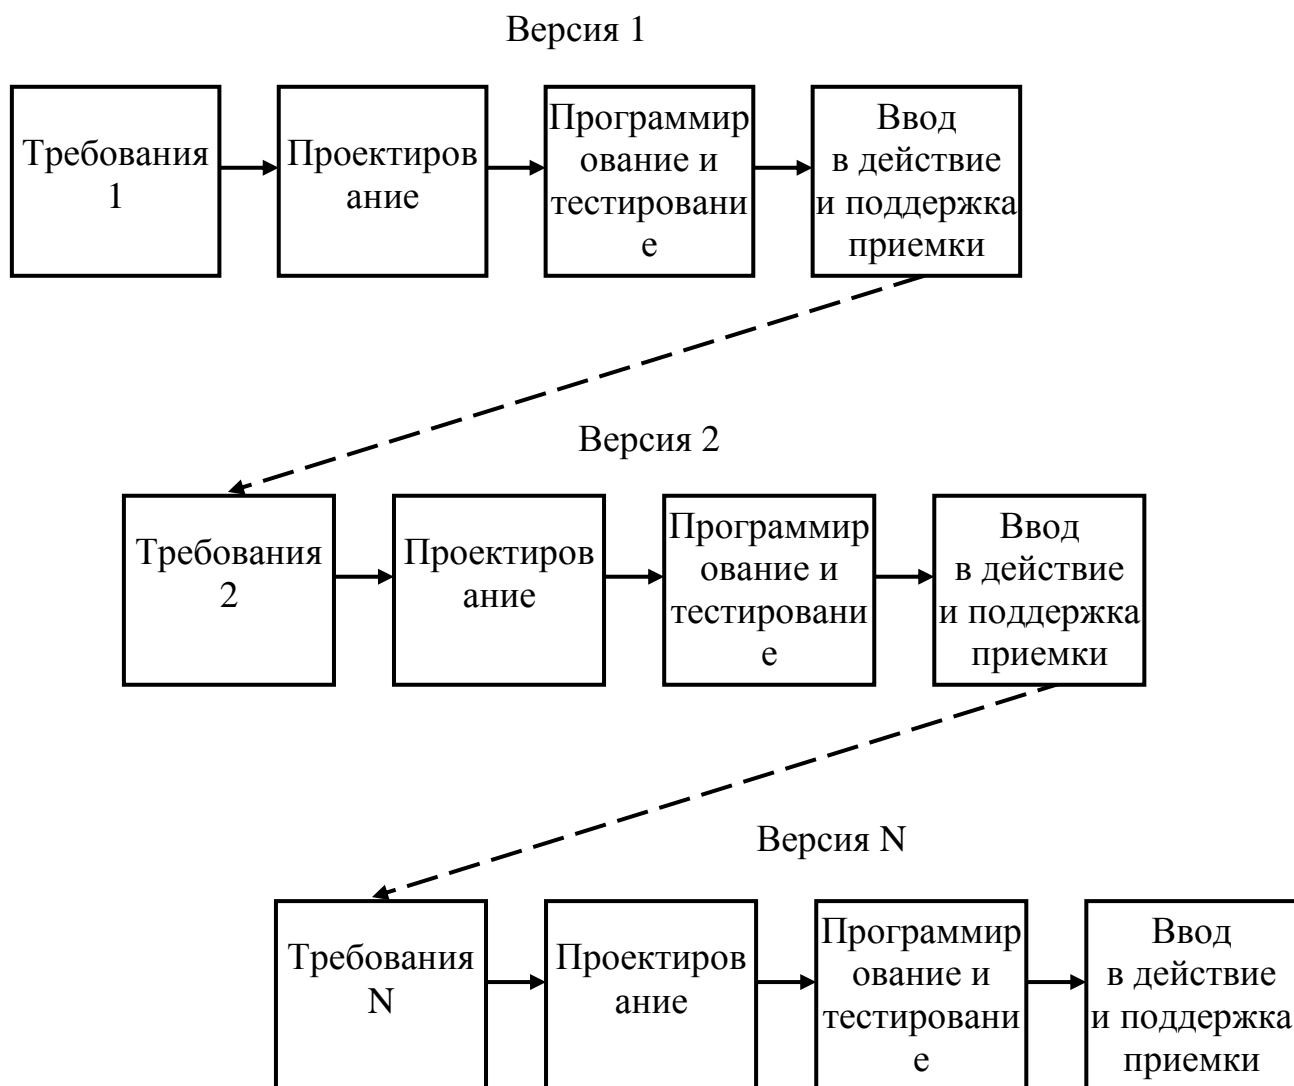 Версия 1
Требования
1
Проектиров
ание
Программир
ование и
тестировани
е
Ввод
в действие
и поддержка
приемки
Версия 2
Требования
2
Проектиров
ание
Программир
ование и
тестировани
е
Ввод
в действие
и поддержка
приемки
Версия N
Требования
N
Проектиров
ание
Программир
ование и
тестировани
е
Ввод
в действие
и поддержка
приемки